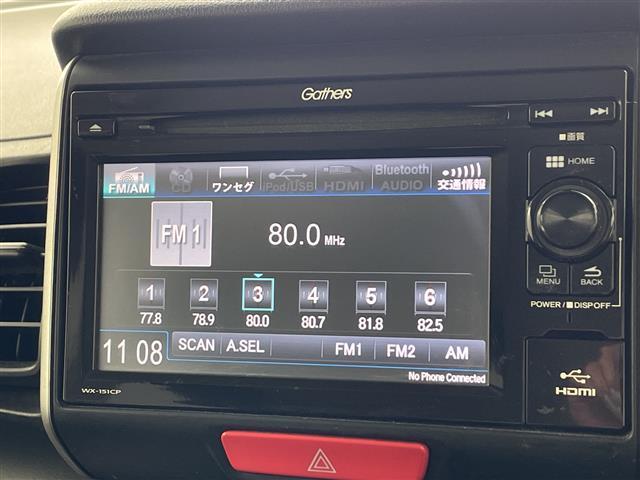 Gathers
画質
HOME
FM/AM
CD
ワンセグ
iPod/USB
HDMI
Bluetooth AUDIO
交通情報
FM 1
80.0 MHz
MENU
BACK
1 2 3 4 5 6
77.8 78.9 80.0 80.7 81.8 82.5
POWER / DISP OFF
11 08
SCAN A.SEL FM1 FM2 AM
No Phone Connected
WX-151CP
HDMI